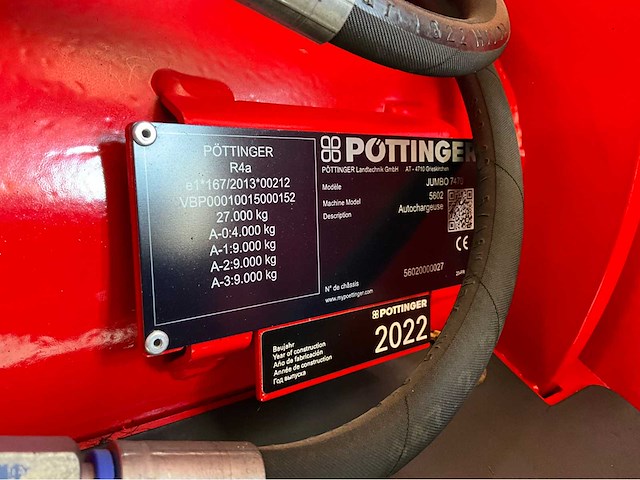 PÖTTINGER
R4a
e1*167/2013*00212
VBP00010015000152
27.000 kg
A-0:4.000 kg
A-1:9.000 kg
A-2:9.000 kg
A-3:9.000 kg
PÖTTINGER
PÖTTINGER Landtechnik GmbH AT - 4710 Grieskirchen
Modéle JUMBO 7470
Machine Model 5602
Description Autochargeuse
CE
N° de châssis 56020000027
www.mypoettinger.com
PÖTTINGER
Baujahr
Year of construction
Año de fabricación
Année de construction
Год выпуска
2022